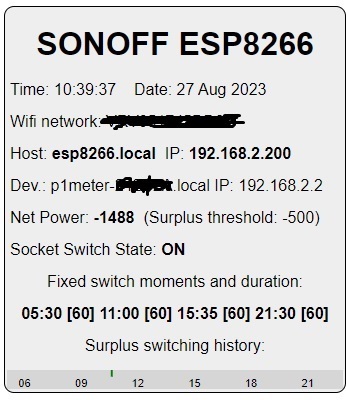 SONOFF ESP8266
Time: 10:39:37 Date: 27 Aug 2023
Wifi network:
Host: esp8266.local IP: 192.168.2.200
Dev.: p1meter- .local IP: 192.168.2.2
Net Power: -1488 (Surplus threshold: -500)
Socket Switch State: ON
Fixed switch moments and duration:
05:30 [60] 11:00 [60] 15:35 [60] 21:30 [60]
Surplus switching history:
06 09 12 15 18 21